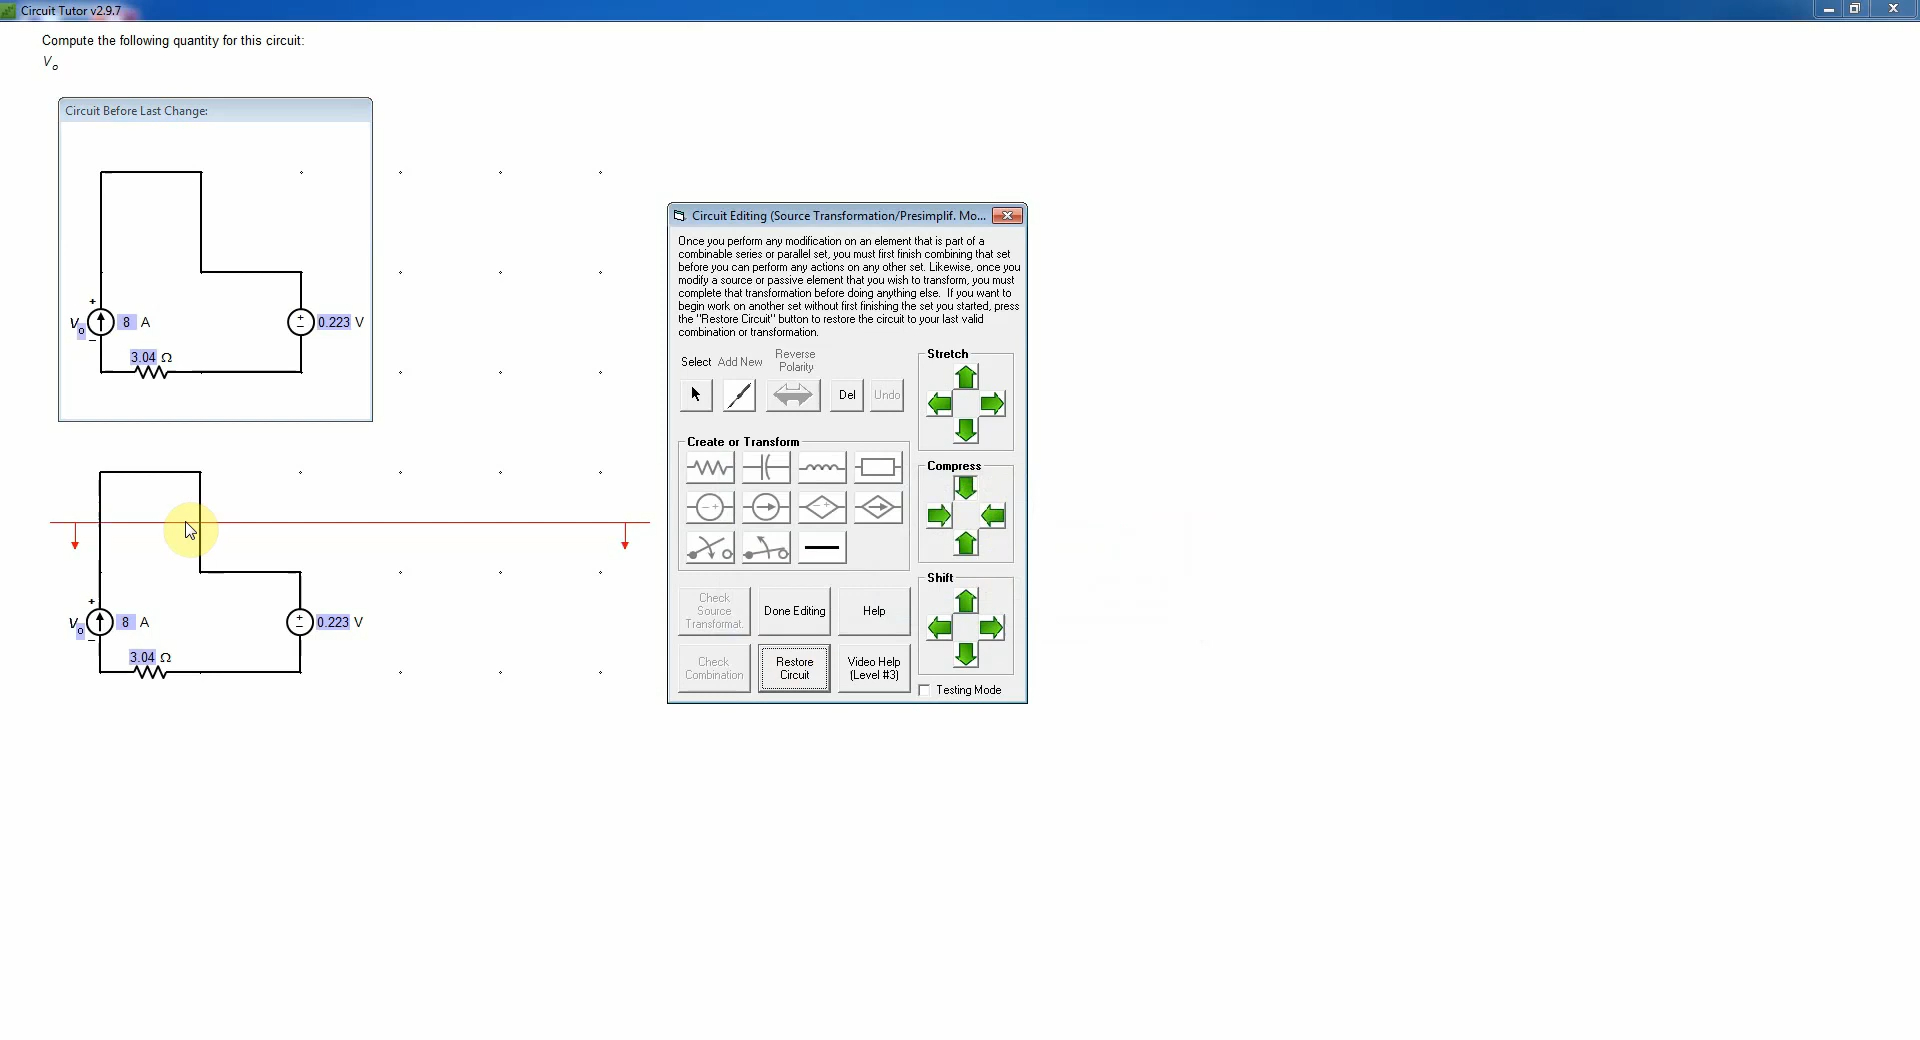 Circuit Tutor v2.9.7
Compute the following quantity for this circuit:
Vo
Circuit Before Last Change:
+
Vo 8 A
−
+
−
0.223 V
3.04 Ω
+
Vo 8 A
−
+
−
0.223 V
3.04 Ω
Circuit Editing (Source Transformation/Presimplif. Mo...
Once you perform any modification on an element that is part of a
combinable series or parallel set, you must first finish combining that set
before you can perform any actions on any other set. Likewise, once you
modify a source or passive element that you wish to transform, you must
complete that transformation before doing anything else. If you want to
begin work on another set without first finishing the set you started, press
the "Restore Circuit" button to restore the circuit to your last valid
combination or transformation.
Select Add New Reverse
Polarity
Del Undo
Create or Transform
Check
Source
Transformat.
Done Editing
Help
Check
Combination
Restore
Circuit
Video Help
(Level #3)
Stretch
Compress
Shift
Testing Mode